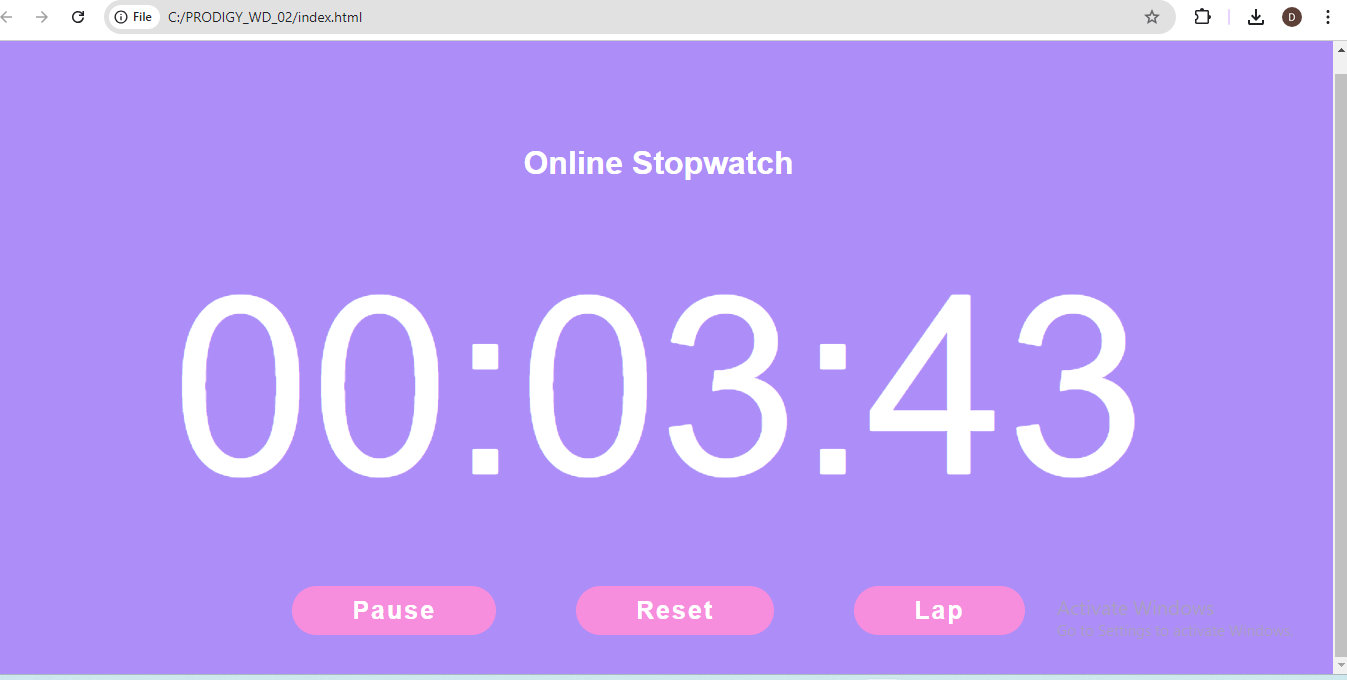 File C:/PRODIGY_WD_02/index.html D
Online Stopwatch
00:03:43
Pause Reset Lap
Activate Windows
Go to Settings to activate Windows.